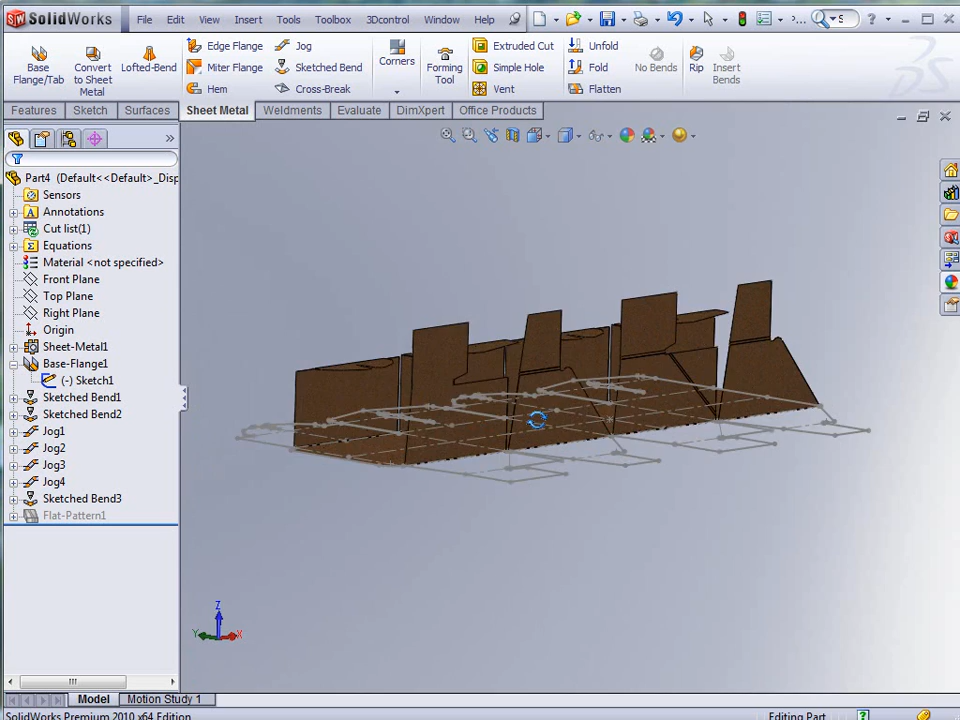 SolidWorks File Edit View Insert Tools Toolbox 3Dcontrol Window Help S
Base Flange/Tab
Convert to Sheet Metal
Lofted-Bend
Edge Flange
Miter Flange
Hem
Jog
Sketched Bend
Cross-Break
Corners
Forming Tool
Extruded Cut
Simple Hole
Vent
Unfold
Fold
Flatten
No Bends
Rip
Insert Bends
Features Sketch Surfaces Sheet Metal Weldments Evaluate DimXpert Office Products
Part4 (Default<<Default>_Disp
Sensors
Annotations
Cut list(1)
Equations
Material <not specified>
Front Plane
Top Plane
Right Plane
Origin
Sheet-Metal1
Base-Flange1
(-) Sketch1
Sketched Bend1
Sketched Bend2
Jog1
Jog2
Jog3
Jog4
Sketched Bend3
Flat-Pattern1
Z
Y X
Model Motion Study 1
SolidWorks Premium 2010 x64 Edition Editing Part